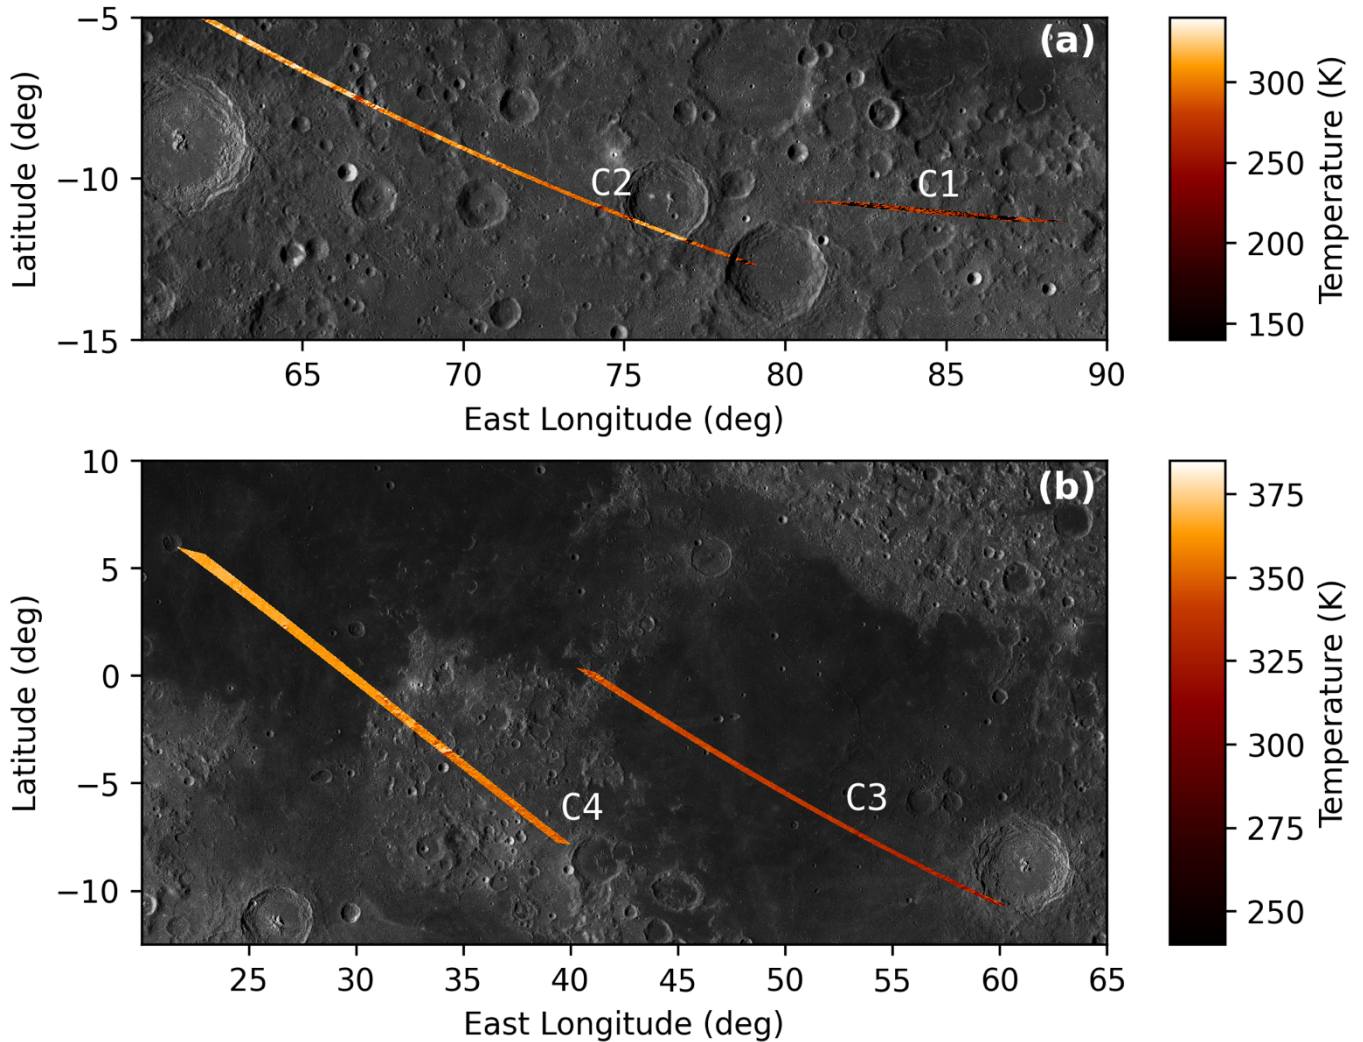 (a)
C2
C1
−5
−10
−15
Latitude (deg)
65 70 75 80 85 90
East Longitude (deg)
300
250
200
150
Temperature (K)
(b)
C4
C3
10
5
0
−5
−10
Latitude (deg)
25 30 35 40 45 50 55 60 65
East Longitude (deg)
375
350
325
300
275
250
Temperature (K)